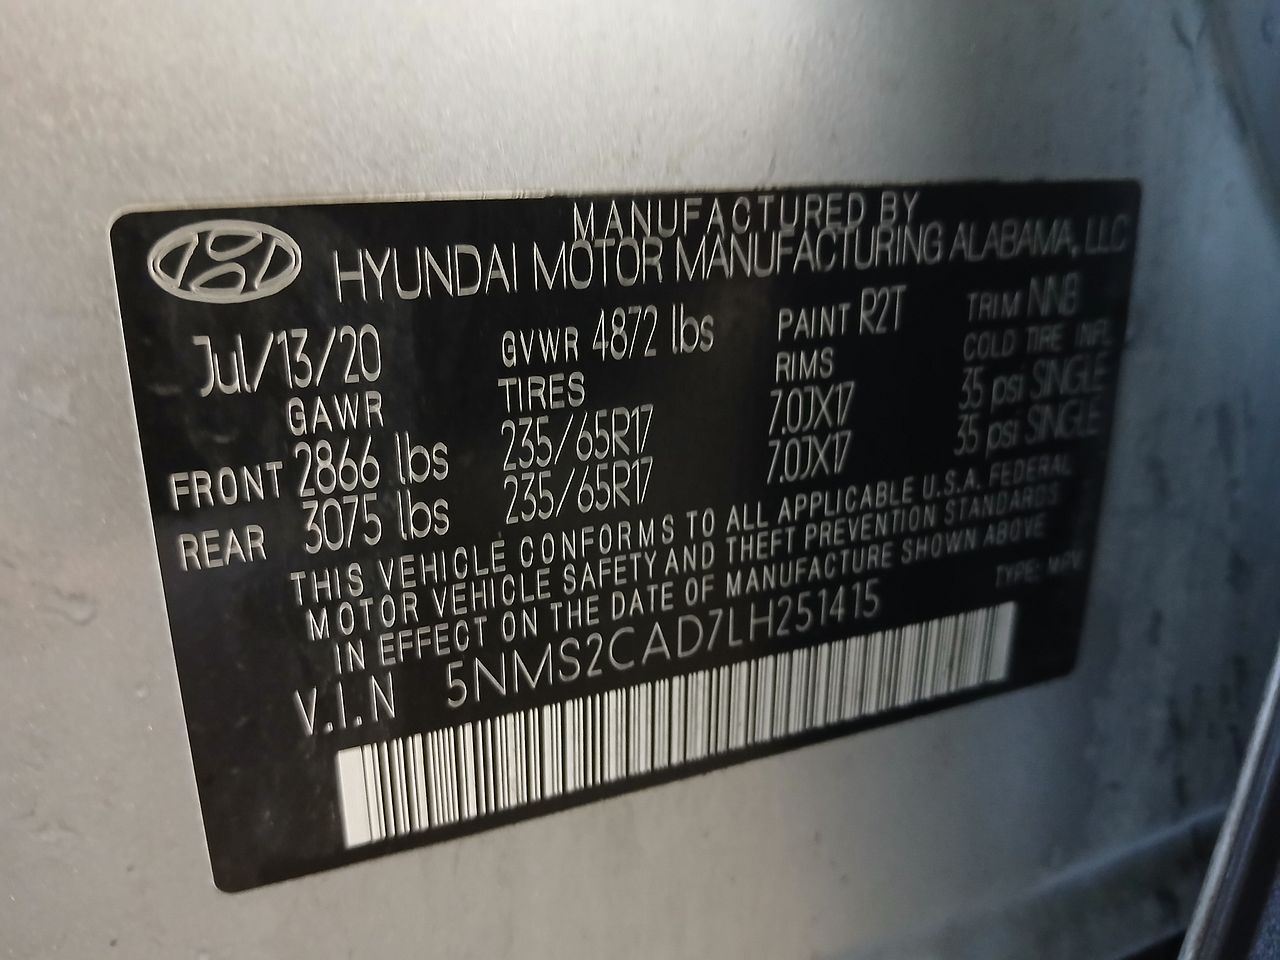 MANUFACTURED BY
HYUNDAI MOTOR MANUFACTURING ALABAMA, LLC
Jul/13/20 GVWR 4872 lbs PAINT R2T TRIM NNB
GAWR TIRES RIMS COLD TIRE INFL
FRONT 2866 lbs 235/65R17 7.0JX17 35 psi SINGLE
REAR 3075 lbs 235/65R17 7.0JX17 35 psi SINGLE
THIS VEHICLE CONFORMS TO ALL APPLICABLE U.S.A. FEDERAL
MOTOR VEHICLE SAFETY AND THEFT PREVENTION STANDARDS
IN EFFECT ON THE DATE OF MANUFACTURE SHOWN ABOVE
V.I.N 5NMS2CAD7LH251415 TYPE: MPV